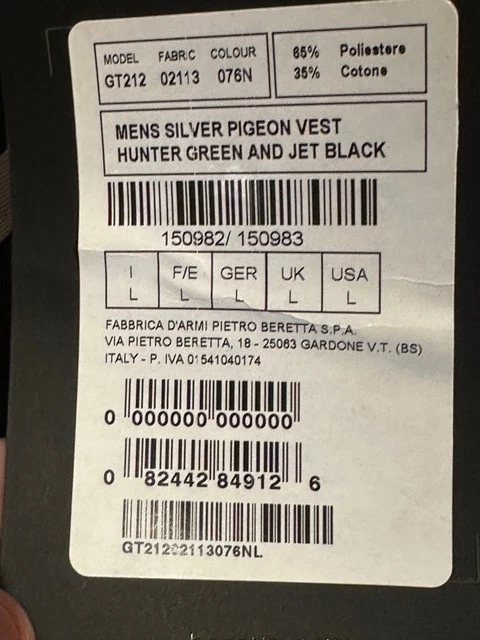 MODEL FABRIC COLOUR
GT212 02113 076N
65% Poliestere
35% Cotone
MENS SILVER PIGEON VEST
HUNTER GREEN AND JET BLACK
150982/ 150983
I F/E GER UK USA
L L L L L
FABBRICA D'ARMI PIETRO BERETTA S.P.A.
VIA PIETRO BERETTA, 18 - 25063 GARDONE V.T. (BS)
ITALY - P. IVA 01541040174
0 000000 000000
0 82442 84912 6
GT21202113076NL